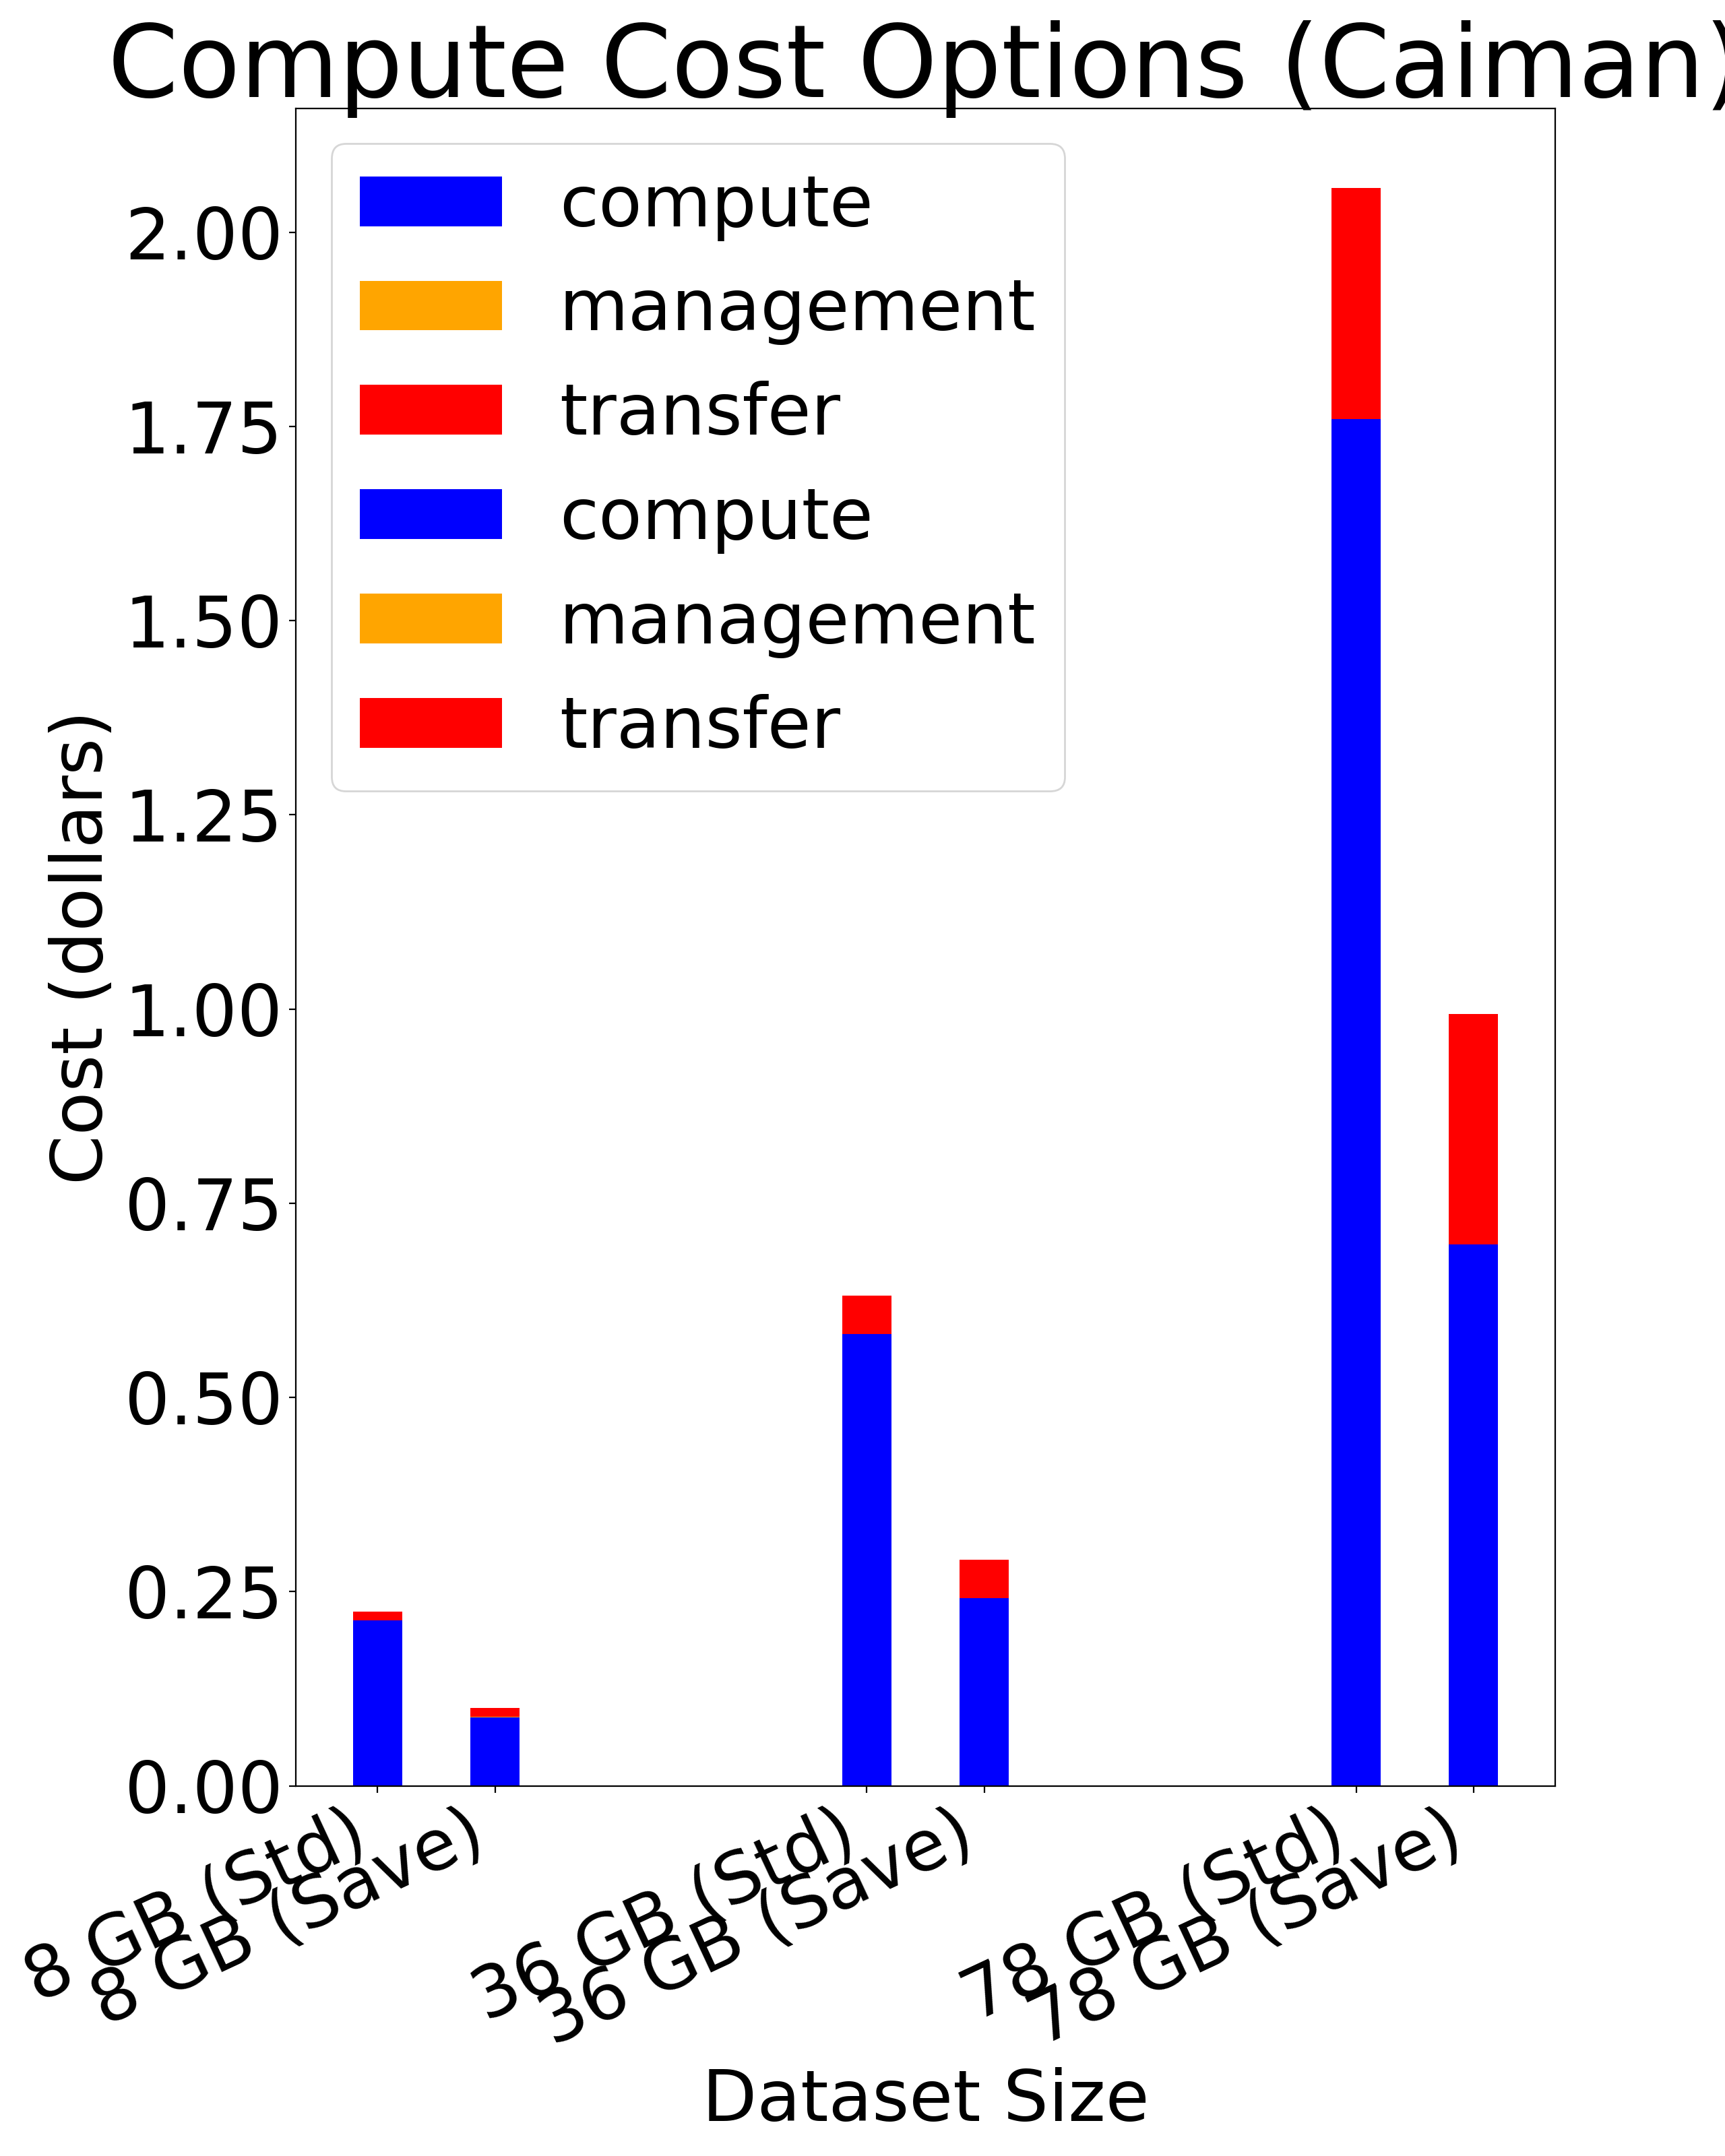 Compute Cost Options (Caiman)
compute
management
transfer
compute
management
transfer
Cost (dollars)
2.00
1.75
1.50
1.25
1.00
0.75
0.50
0.25
0.00
8 GB (Std)
8 GB (Save)
36 GB (Std)
36 GB (Save)
78 GB (Std)
78 GB (Save)
Dataset Size